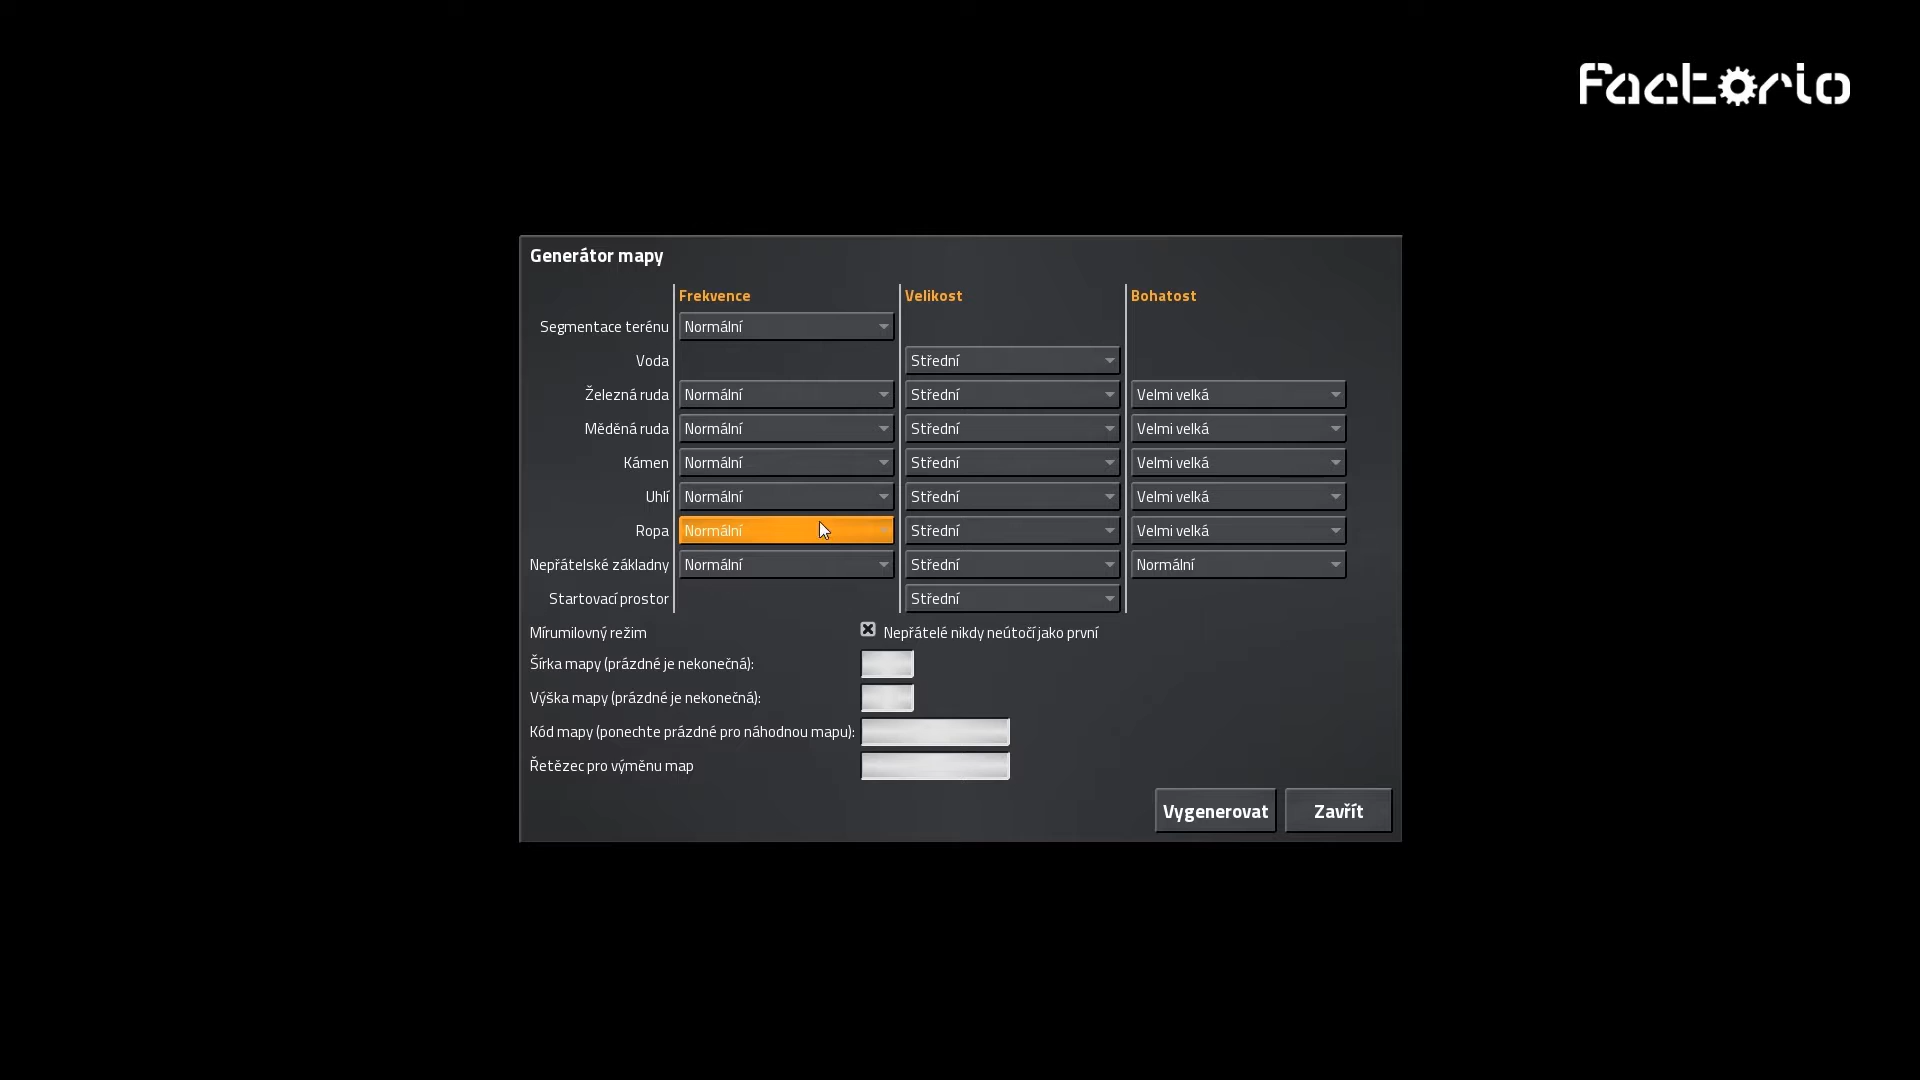 Factorio
Generátor mapy
Frekvence Velikost Bohatost
Segmentace terénu Normální
Voda Střední
Železná ruda Normální Střední Velmi velká
Měděná ruda Normální Střední Velmi velká
Kámen Normální Střední Velmi velká
Uhlí Normální Střední Velmi velká
Ropa Normální Střední Velmi velká
Nepřátelské základny Normální Střední Normální
Startovací prostor Střední
Mírumilovný režim Nepřátelé nikdy neútočí jako první
Šírka mapy (prázdné je nekonečná):
Výška mapy (prázdné je nekonečná):
Kód mapy (ponechte prázdné pro náhodnou mapu):
Řetězec pro výměnu map
Vygenerovat Zavřít